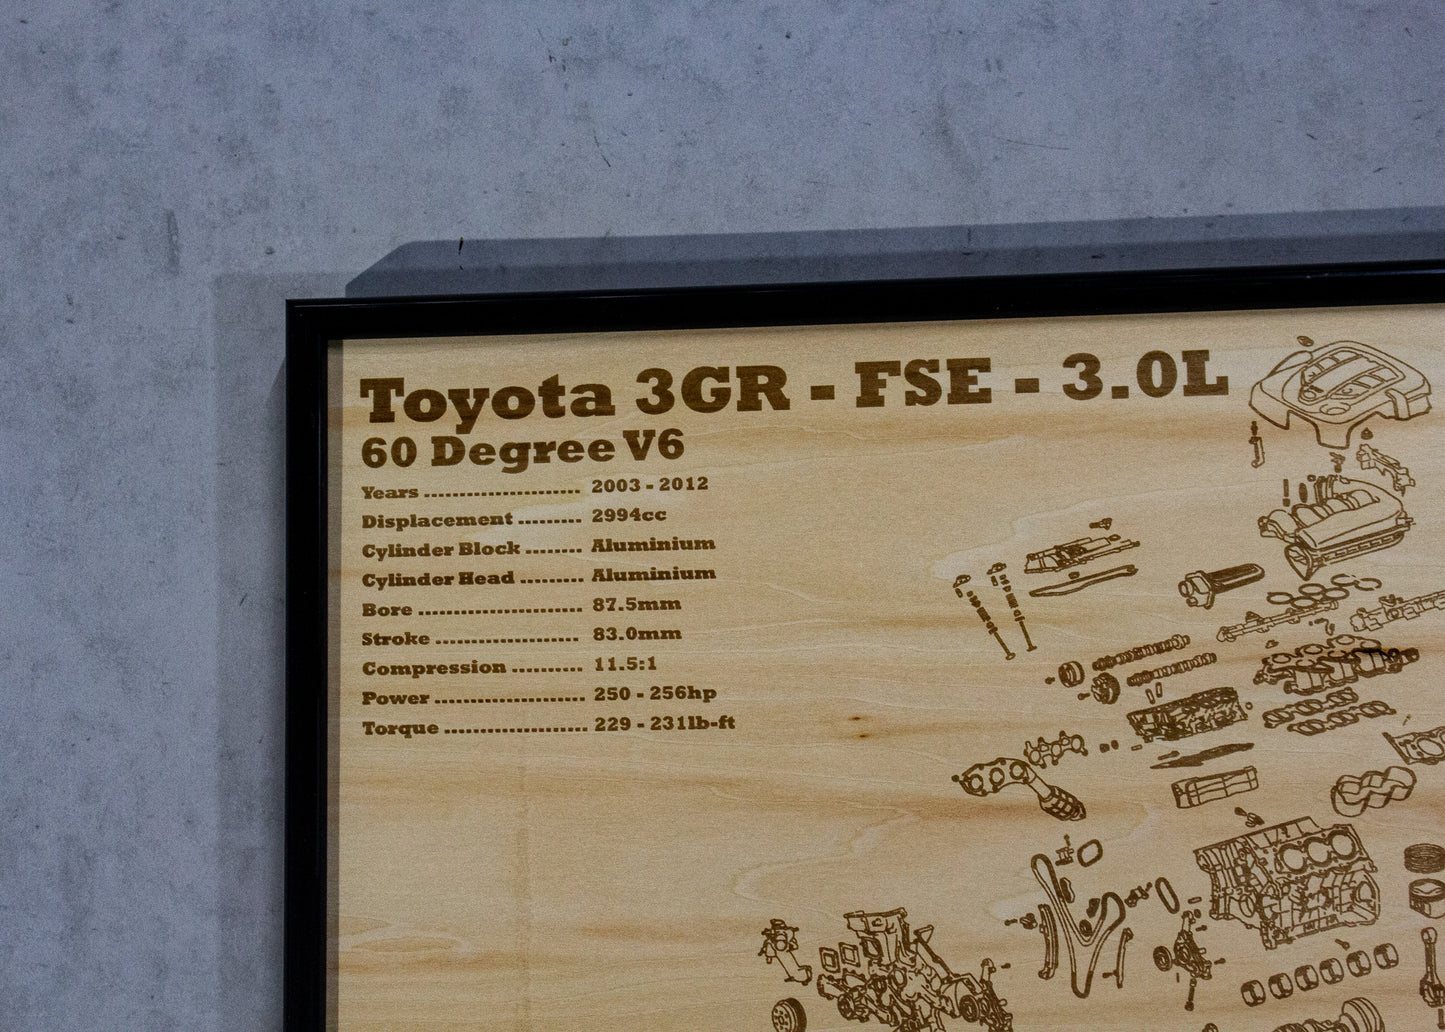 Toyota 3GR - FSE - 3.0L
60 Degree V6
Years ...................... 2003 - 2012
Displacement ......... 2994cc
Cylinder Block ........ Aluminium
Cylinder Head ......... Aluminium
Bore ....................... 87.5mm
Stroke .................... 83.0mm
Compression .......... 11.5:1
Power ..................... 250 - 256hp
Torque .................... 229 - 231lb-ft